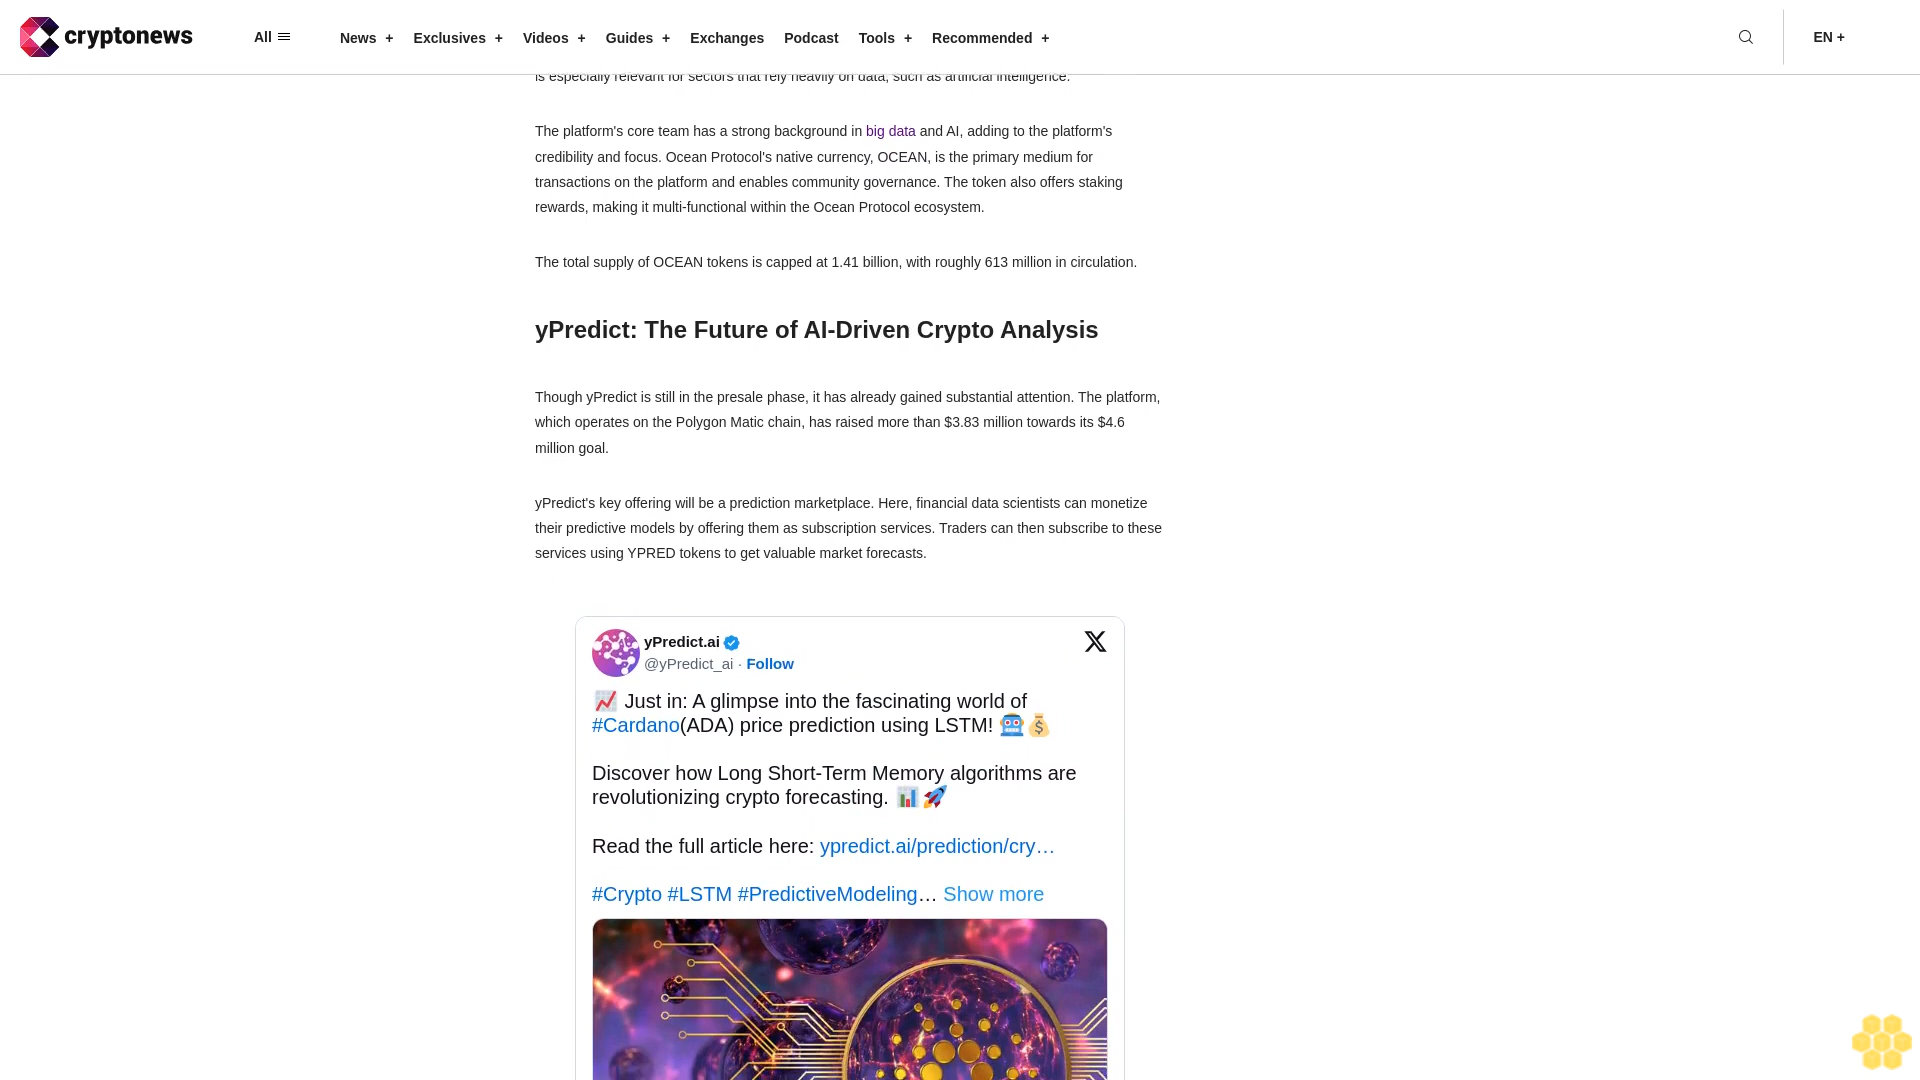 cryptonews
All
News +
Exclusives +
Videos +
Guides +
Exchanges
Podcast
Tools +
Recommended +
EN +
is especially relevant for sectors that rely heavily on data, such as artificial intelligence.
The platform's core team has a strong background in big data and AI, adding to the platform's
credibility and focus. Ocean Protocol's native currency, OCEAN, is the primary medium for
transactions on the platform and enables community governance. The token also offers staking
rewards, making it multi-functional within the Ocean Protocol ecosystem.
The total supply of OCEAN tokens is capped at 1.41 billion, with roughly 613 million in circulation.
yPredict: The Future of AI-Driven Crypto Analysis
Though yPredict is still in the presale phase, it has already gained substantial attention. The platform,
which operates on the Polygon Matic chain, has raised more than $3.83 million towards its $4.6
million goal.
yPredict's key offering will be a prediction marketplace. Here, financial data scientists can monetize
their predictive models by offering them as subscription services. Traders can then subscribe to these
services using YPRED tokens to get valuable market forecasts.
yPredict.ai
@yPredict_ai · Follow
📈 Just in: A glimpse into the fascinating world of
#Cardano(ADA) price prediction using LSTM! 🤖💰
Discover how Long Short-Term Memory algorithms are
revolutionizing crypto forecasting. 📊🚀
Read the full article here: ypredict.ai/prediction/cry…
#Crypto #LSTM #PredictiveModeling… Show more